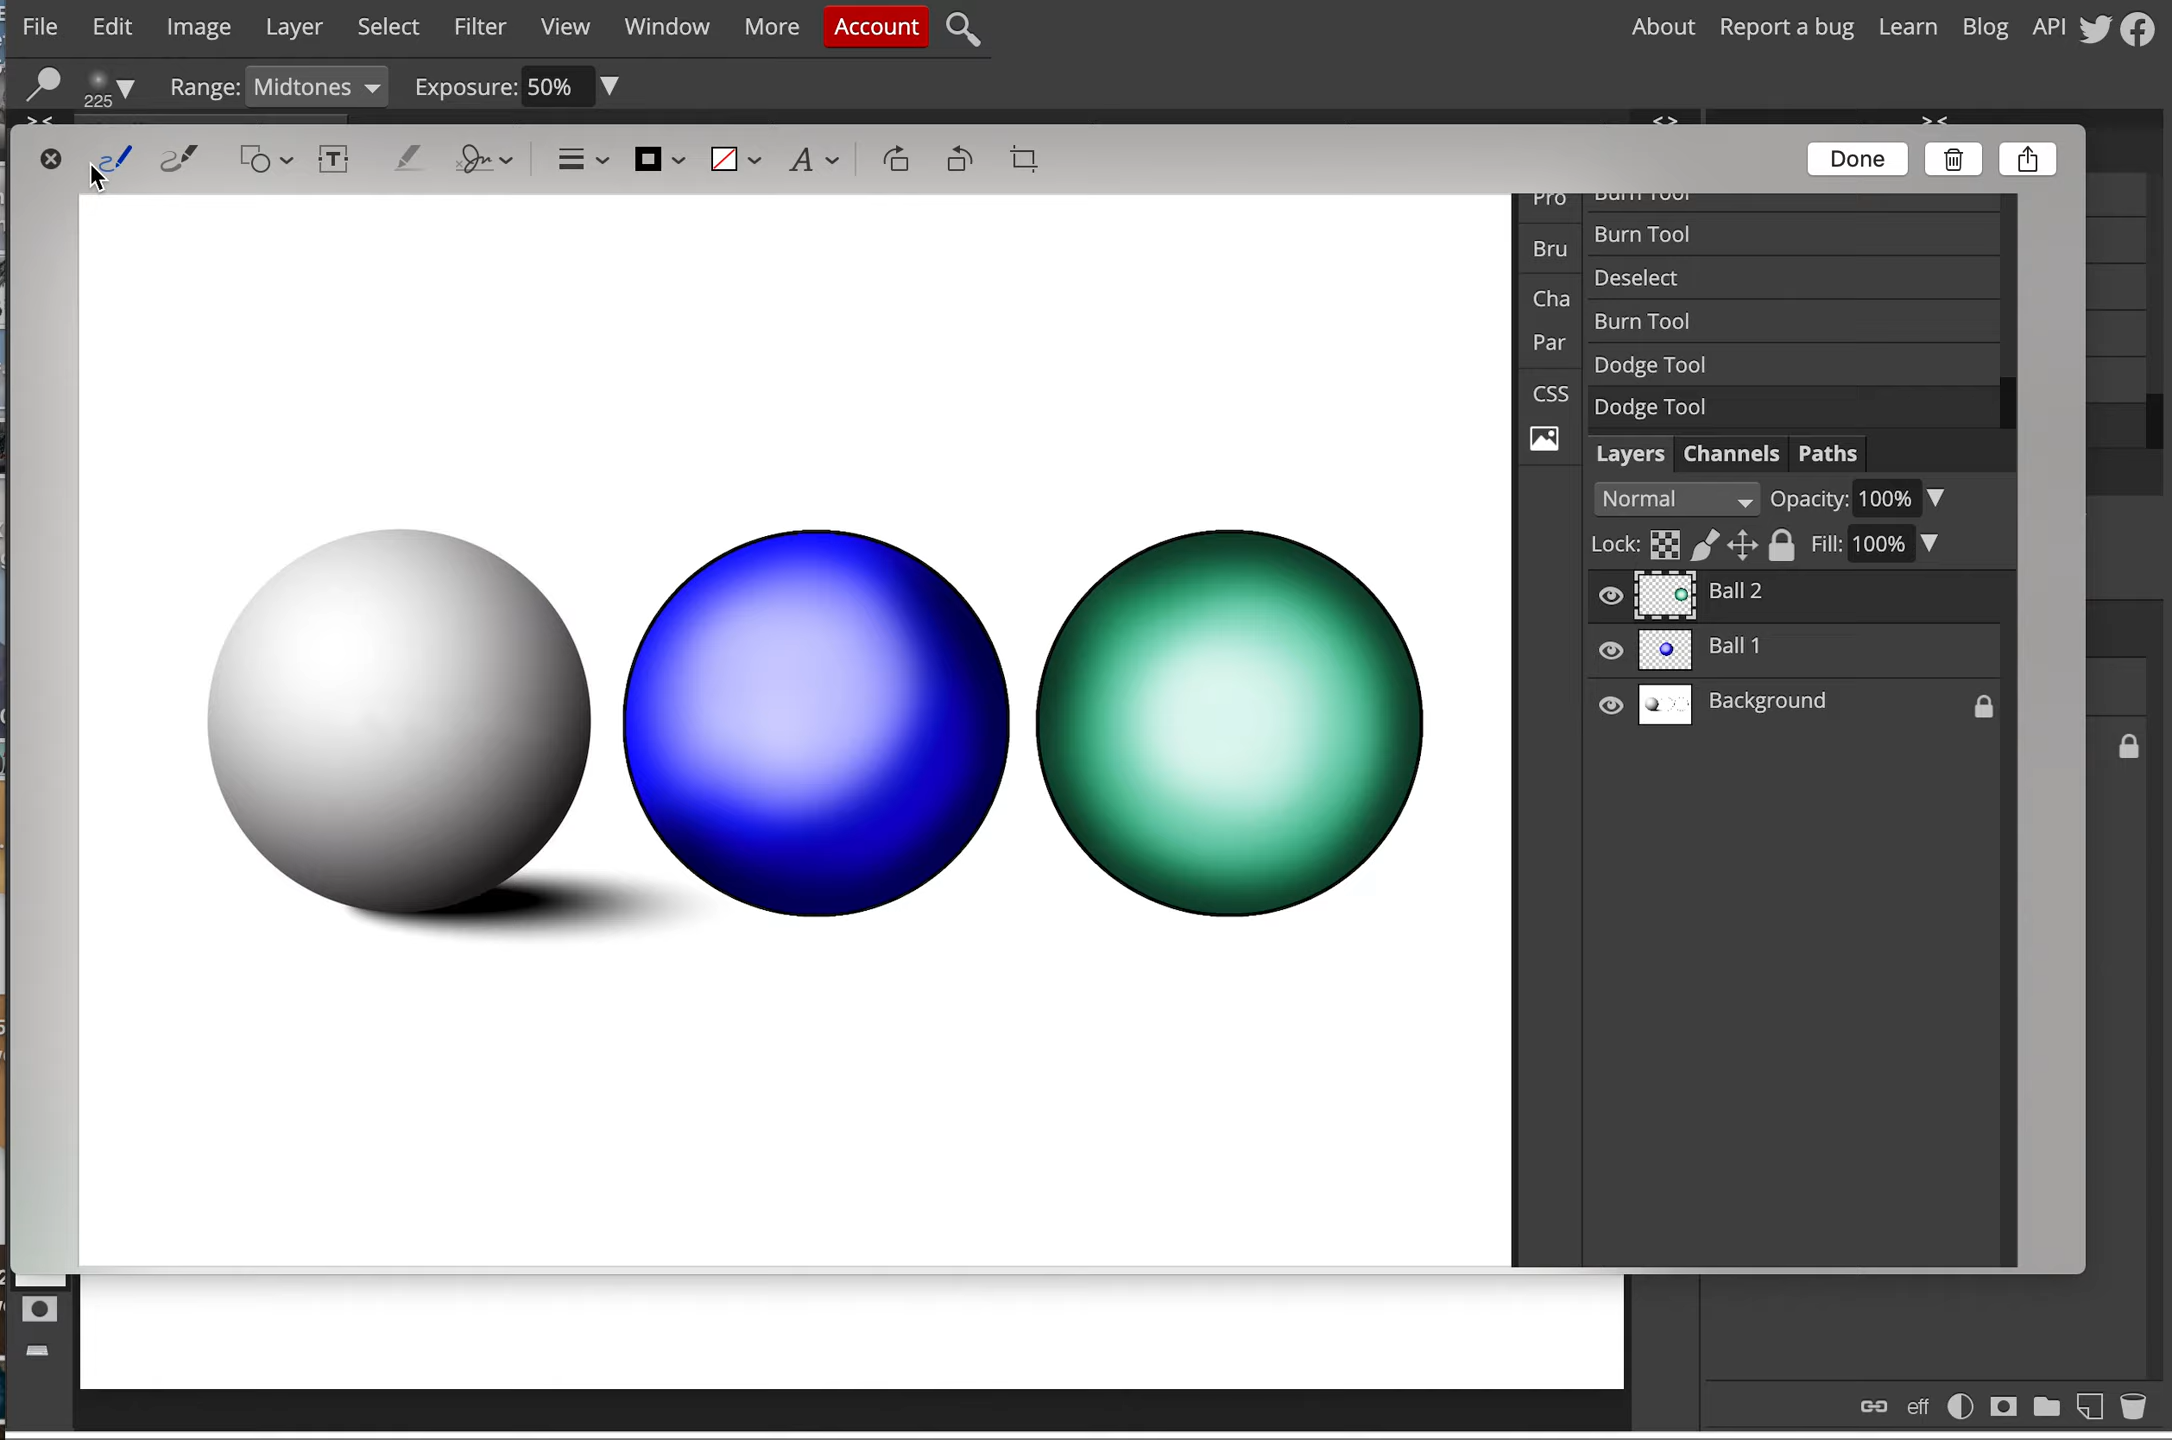 File Edit Image Layer Select Filter View Window More Account About Report a bug Learn Blog API
225 Range: Midtones Exposure: 50%
> < < > > <
T A Done
Pro
Burn Tool
Bru Burn Tool
Deselect
Cha
Burn Tool
Par
Dodge Tool
CSS
Dodge Tool
Layers Channels Paths
Normal Opacity: 100%
Lock: Fill: 100%
Ball 2
Ball 1
Background
eff